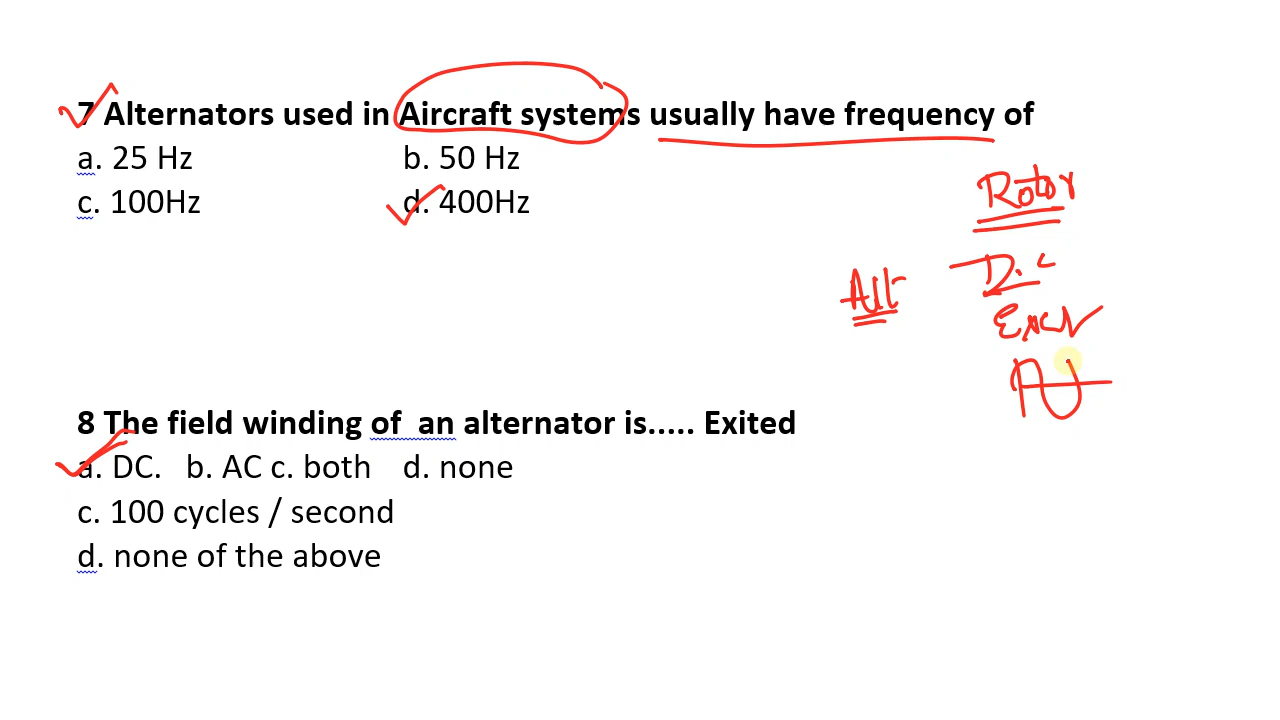 7 Alternators used in Aircraft systems usually have frequency of
a. 25 Hz b. 50 Hz
c. 100Hz d. 400Hz
Rotor
D.C
Alt
8 The field winding of an alternator is..... Exited
a. DC. b. AC c. both d. none
c. 100 cycles / second
d. none of the above